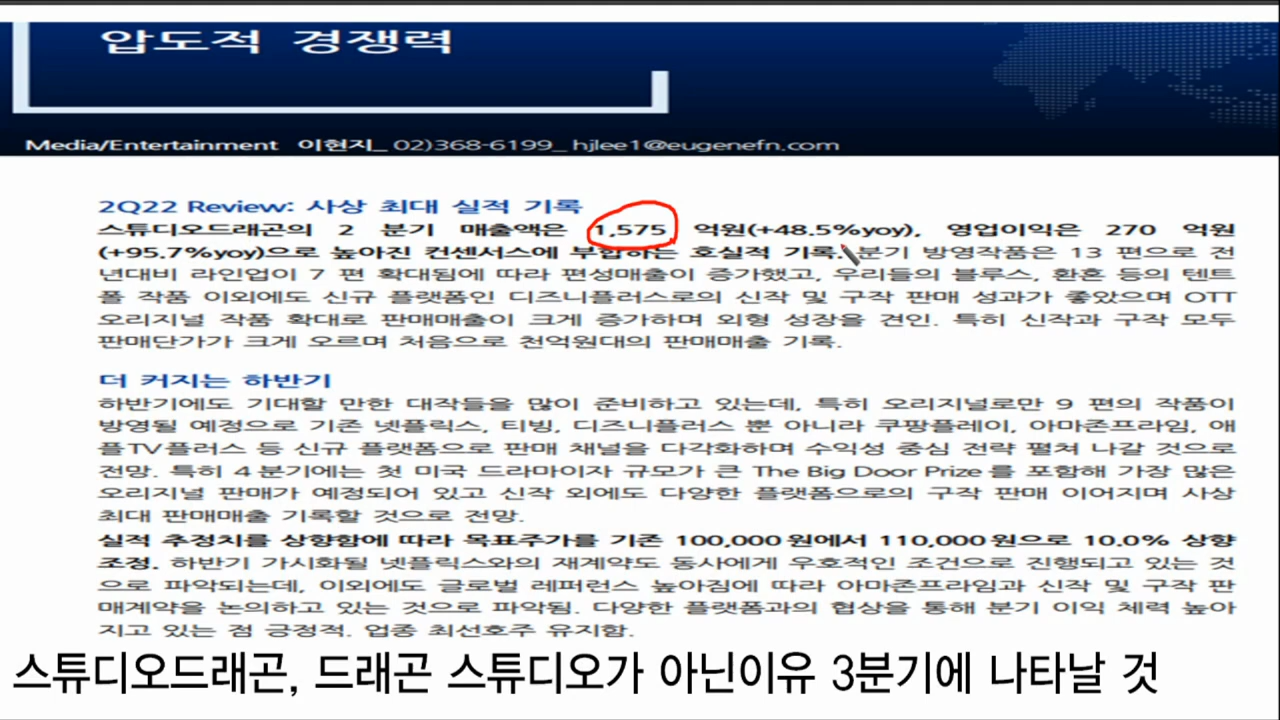 압도적 경쟁력
Media/Entertainment 이현지_ 02)368-6199_ hjlee1@eugenefn.com
2Q22 Review: 사상 최대 실적 기록
스튜디오드래곤의 2 분기 매출액은 1,575 억원(+48.5%yoy), 영업이익은 270 억원
(+95.7%yoy)으로 높아진 컨센서스에 부합하는 호실적 기록. 분기 방영작품은 13 편으로 전
년대비 라인업이 7 편 확대됨에 따라 편성매출이 증가했고, 우리들의 블루스, 환혼 등의 텐트
폴 작품 이외에도 신규 플랫폼인 디즈니플러스로의 신작 및 구작 판매 성과가 좋았으며 OTT
오리지널 작품 확대로 판매매출이 크게 증가하며 외형 성장을 견인. 특히 신작과 구작 모두
판매단가가 크게 오르며 처음으로 천억원대의 판매매출 기록.
더 커지는 하반기
하반기에도 기대할 만한 대작들을 많이 준비하고 있는데, 특히 오리지널로만 9 편의 작품이
방영될 예정으로 기존 넷플릭스, 티빙, 디즈니플러스 뿐 아니라 쿠팡플레이, 아마존프라임, 애
플TV플러스 등 신규 플랫폼으로 판매 채널을 다각화하며 수익성 중심 전략 펼쳐 나갈 것으로
전망. 특히 4분기에는 첫 미국 드라마이자 규모가 큰 The Big Door Prize 를 포함해 가장 많은
오리지널 판매가 예정되어 있고 신작 외에도 다양한 플랫폼으로의 구작 판매 이어지며 사상
최대 판매매출 기록할 것으로 전망.
실적 추정치를 상향함에 따라 목표주가를 기존 100,000원에서 110,000원으로 10.0% 상향
조정. 하반기 가시화될 넷플릭스와의 재계약도 동사에게 우호적인 조건으로 진행되고 있는 것
으로 파악되는데, 이외에도 글로벌 레퍼런스 높아짐에 따라 아마존프라임과 신작 및 구작 판
매계약을 논의하고 있는 것으로 파악됨. 다양한 플랫폼과의 협상을 통해 분기 이익 체력 높아
지고 있는 점 긍정적. 업종 최선호주 유지함.
스튜디오드래곤, 드래곤 스튜디오가 아닌이유 3분기에 나타날 것